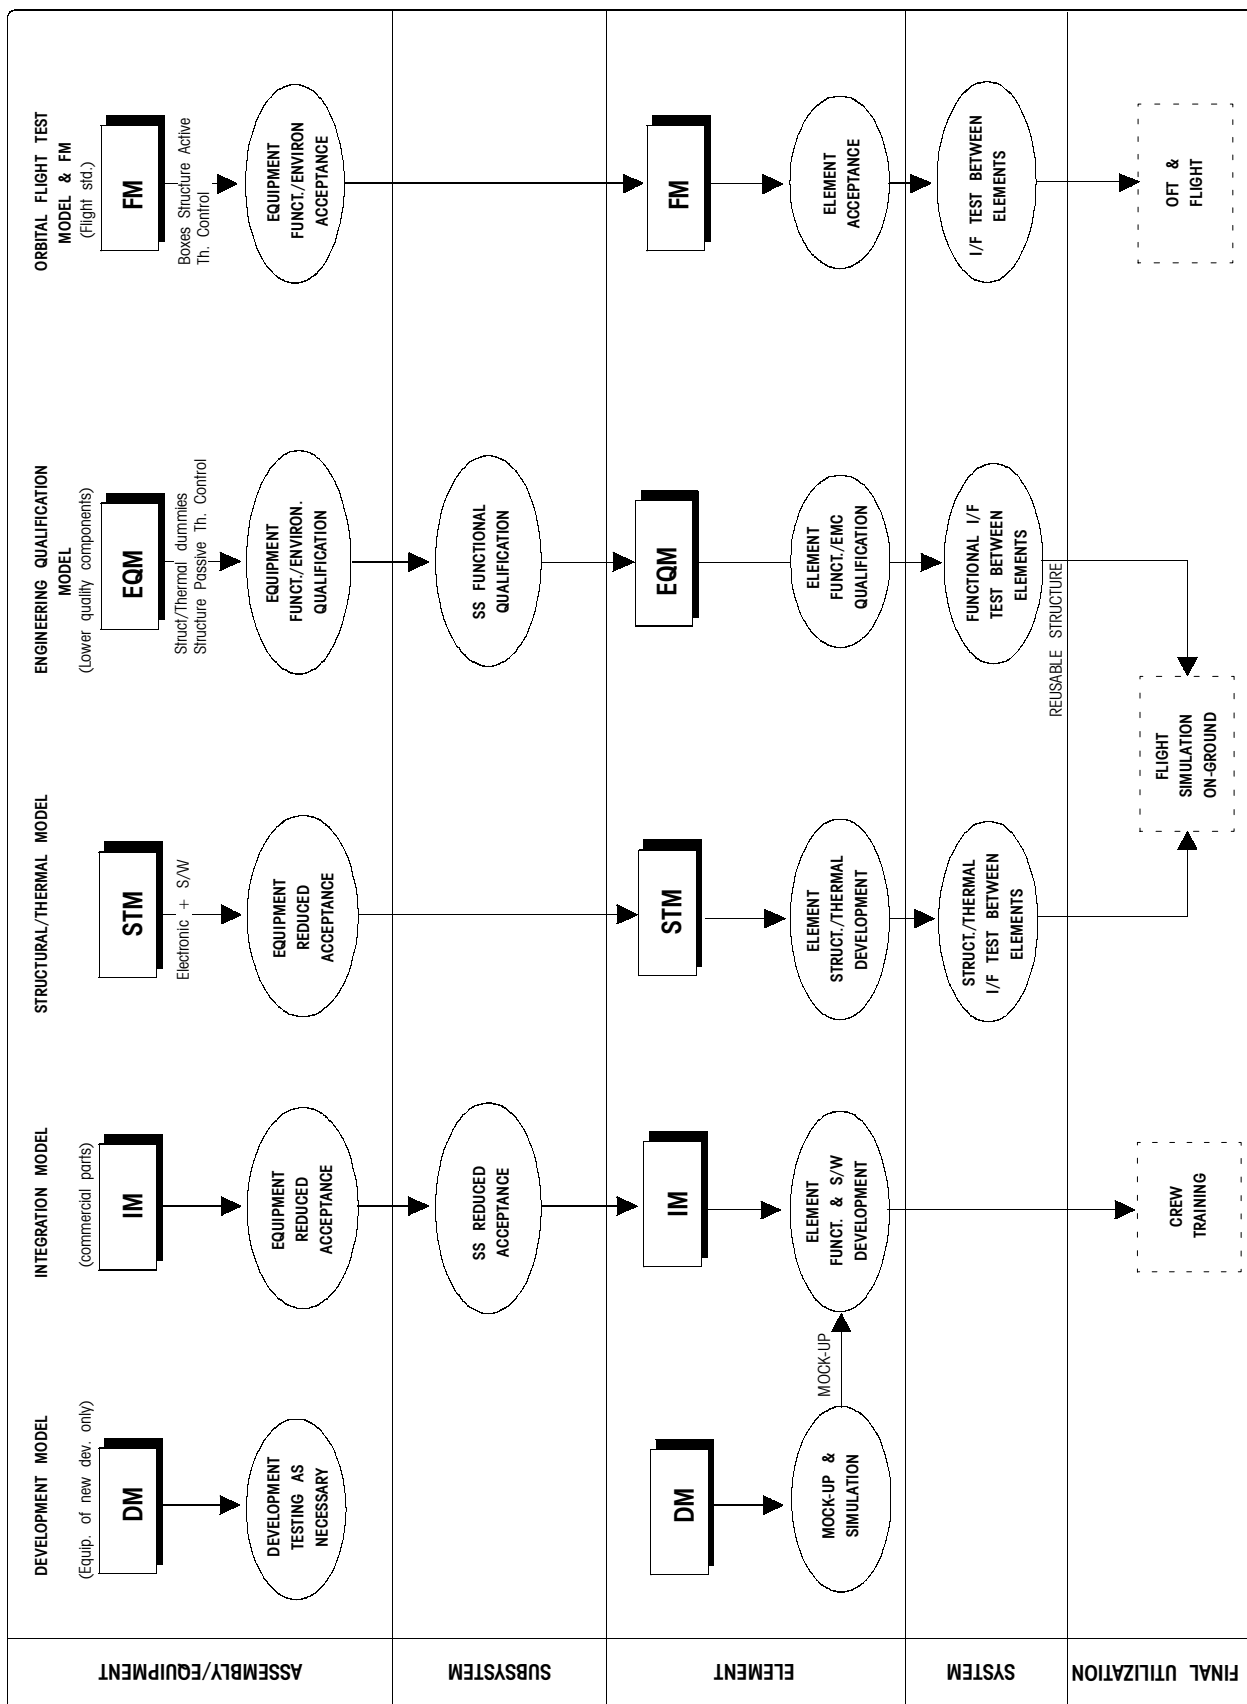 DEVELOPMENT MODEL
(Equip. of new dev. only)
DM
DEVELOPMENT
TESTING AS
NECESSARY
INTEGRATION MODEL
(commercial parts)
IM
EQUIPMENT
REDUCED
ACCEPTANCE
STRUCTURAL/THERMAL MODEL
STM
Electronic + S/W
EQUIPMENT
REDUCED
ACCEPTANCE
ENGINEERING QUALIFICATION
MODEL
(Lower quality components)
EQM
Struct/Thermal dummies
Structure Passive Th. Control
EQUIPMENT
FUNCT./ENVIRON.
QUALIFICATION
ORBITAL FLIGHT TEST
MODEL & FM
(Flight std.)
FM
Boxes Structure Active
Th. Control
EQUIPMENT
FUNCT./ENVIRON
ACCEPTANCE
ASSEMBLY/EQUIPMENT
SS REDUCED
ACCEPTANCE
SS FUNCTIONAL
QUALIFICATION
SUBSYSTEM
DM
MOCK-UP &
SIMULATION
MOCK-UP
IM
ELEMENT
FUNCT. & S/W
DEVELOPMENT
STM
ELEMENT
STRUCT./THERMAL
DEVELOPMENT
EQM
ELEMENT
FUNCT./EMC
QUALIFICATION
FM
ELEMENT
ACCEPTANCE
ELEMENT
STRUCT./THERMAL
I/F TEST BETWEEN
ELEMENTS
FUNCTIONAL I/F
TEST BETWEEN
ELEMENTS
REUSABLE STRUCTURE
I/F TEST BETWEEN
ELEMENTS
SYSTEM
CREW
TRAINING
FLIGHT
SIMULATION
ON-GROUND
OFT &
FLIGHT
FINAL UTILIZATION